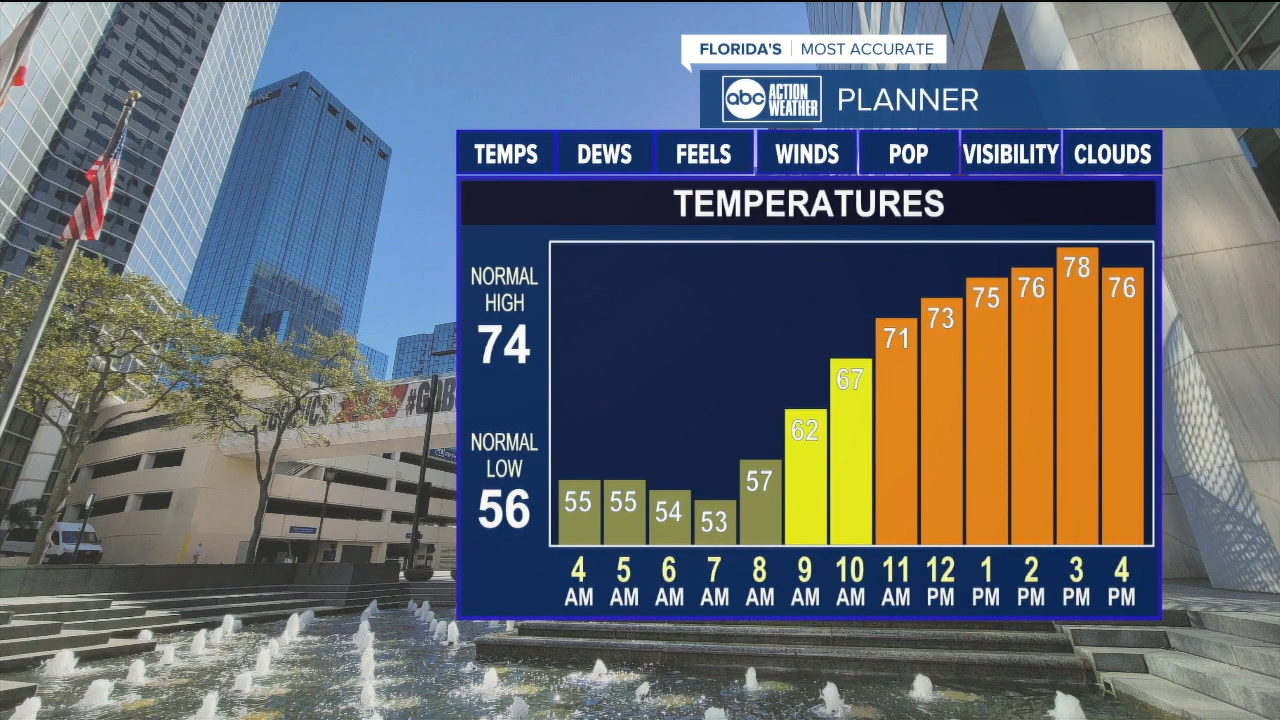 FLORIDA'S | MOST ACCURATE
abc ACTION WEATHER PLANNER
TEMPS DEWS FEELS WINDS POP VISIBILITY CLOUDS
TEMPERATURES
NORMAL
HIGH
74
NORMAL
LOW
56
55 55 54 53 57 62 67 71 73 75 76 78 76
4 5 6 7 8 9 10 11 12 1 2 3 4
AM AM AM AM AM AM AM AM PM PM PM PM PM
PNC